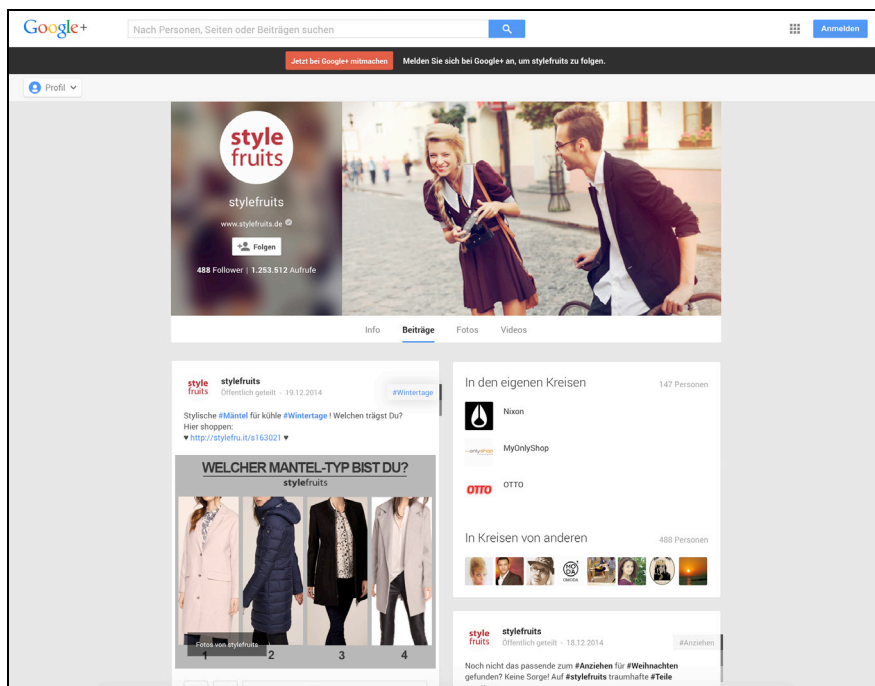 Google+
Nach Personen, Seiten oder Beiträgen suchen
Anmelden
Jetzt bei Google+ mitmachen
Melden Sie sich bei Google+ an, um stylefruits zu folgen.
Profil
style
fruits
stylefruits
www.stylefruits.de
Folgen
488 Follower | 1.253.512 Aufrufe
Info Beiträge Fotos Videos
style
fruits
stylefruits
Öffentlich geteilt - 19.12.2014
#Wintertage
Stylische #Mäntel für kühle #Wintertage ! Welchen trägst Du?
Hier shoppen:
♥ http://stylefru.it/s163021 ♥
WELCHER MANTEL-TYP BIST DU?
stylefruits
Fotos von stylefruits
1 2 3 4
In den eigenen Kreisen
147 Personen
Nixon
MyOnlyShop
OTTO
OTTO
In Kreisen von anderen
488 Personen
style
fruits
stylefruits
Öffentlich geteilt - 18.12.2014
#Anziehen
Noch nicht das passende zum #Anziehen für #Weihnachten
gefunden? Keine Sorge! Auf #stylefruits traumhafte #Teile